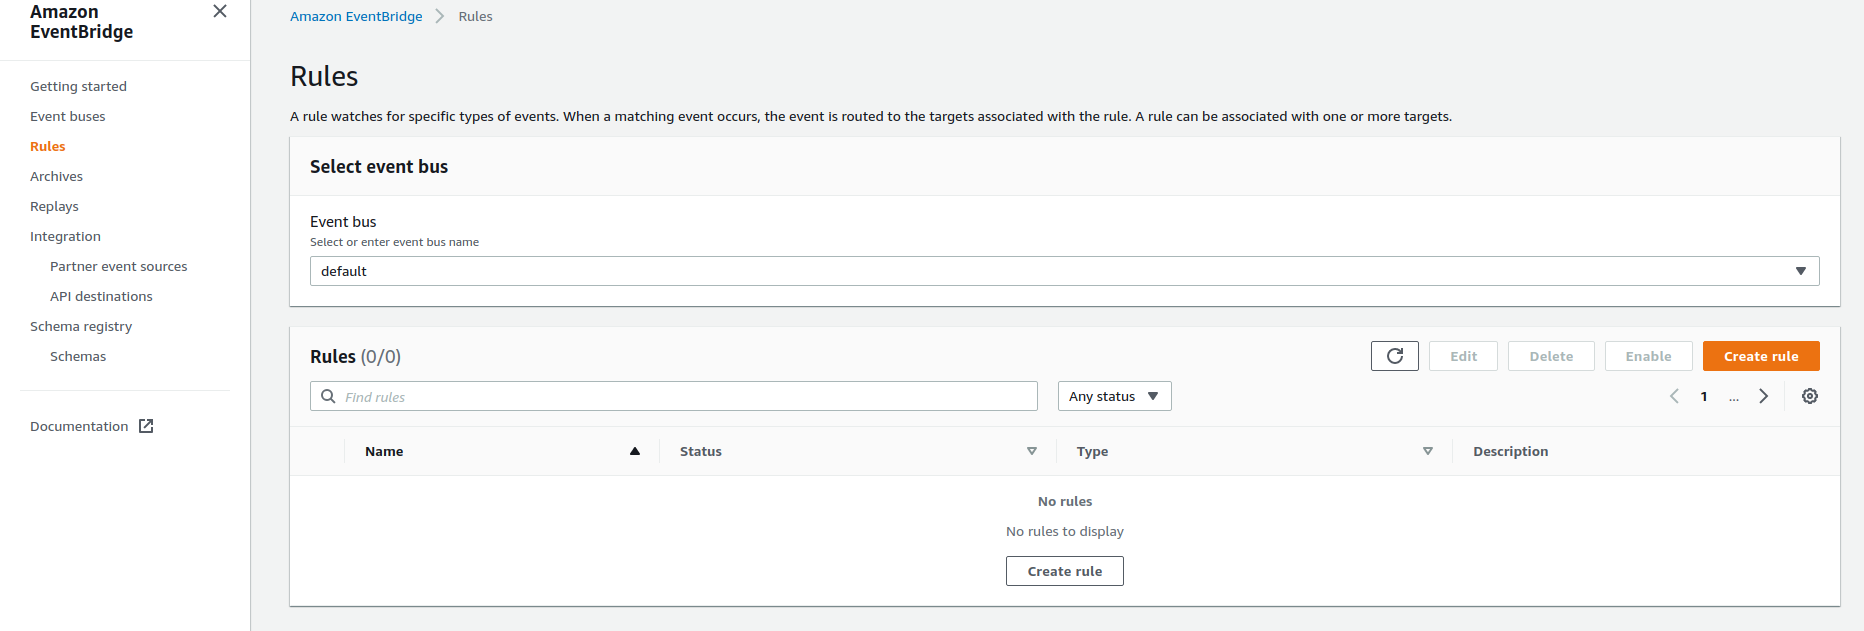 Amazon
EventBridge
Getting started
Event buses
Rules
Archives
Replays
Integration
Partner event sources
API destinations
Schema registry
Schemas
Documentation
Amazon EventBridge
Rules
Rules
A rule watches for specific types of events. When a matching event occurs, the event is routed to the targets associated with the rule. A rule can be associated with one or more targets.
Select event bus
Event bus
Select or enter event bus name
default
Rules (0/0)
Edit
Delete
Enable
Create rule
Find rules
Any status
1
...
Name
Status
Type
Description
No rules
No rules to display
Create rule